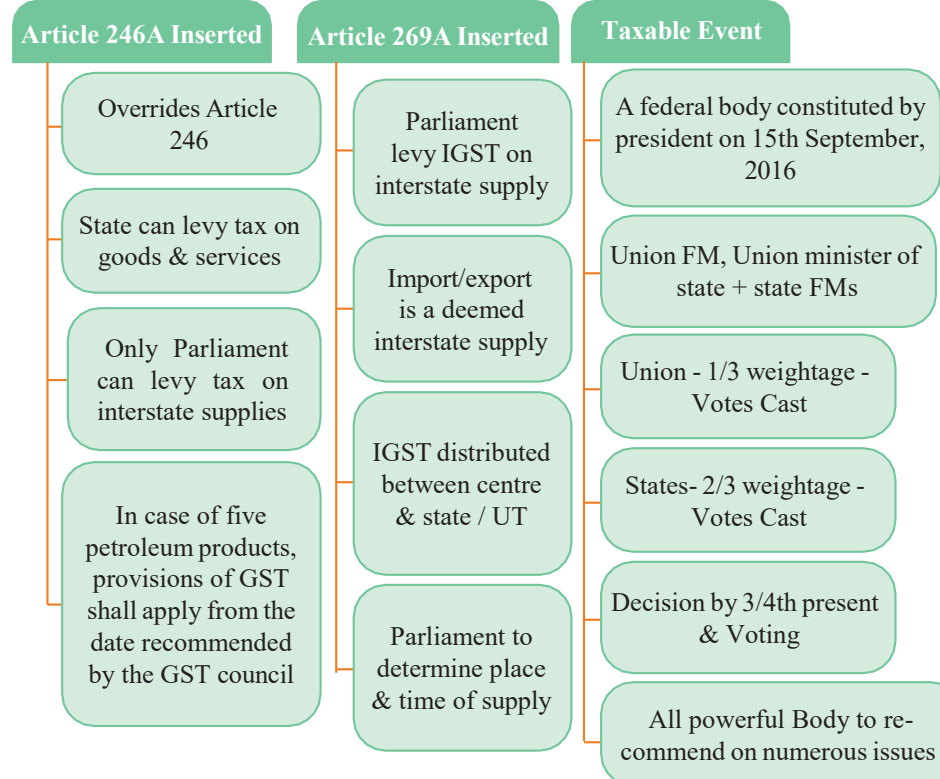 Article 246A Inserted
Overrides Article
246
State can levy tax on
goods & services
Only Parliament
can levy tax on
interstate supplies
In case of five
petroleum products,
provisions of GST
shall apply from the
date recommended
by the GST council
Article 269A Inserted
Parliament
levy IGST on
interstate supply
Import/export
is a deemed
interstate supply
IGST distributed
between centre
& state / UT
Parliament to
determine place
& time of supply
Taxable Event
A federal body constituted by
president on 15th September,
2016
Union FM, Union minister of
state + state FMs
Union - 1/3 weightage -
Votes Cast
States- 2/3 weightage -
Votes Cast
Decision by 3/4th present
& Voting
All powerful Body to re-
commend on numerous issues